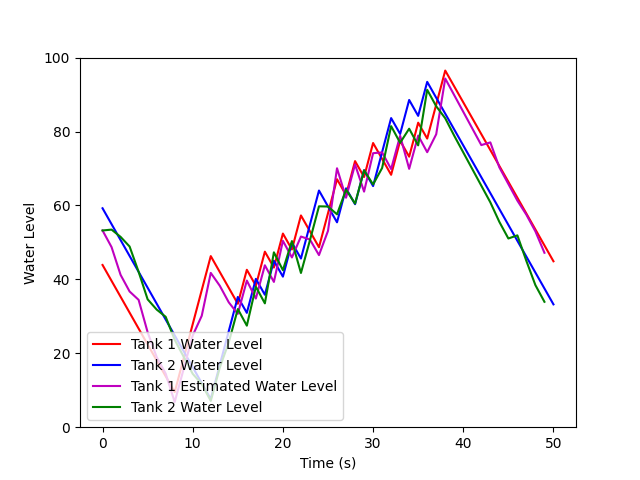 100
80
60
40
20
0
Water Level
Tank 1 Water Level
Tank 2 Water Level
Tank 1 Estimated Water Level
Tank 2 Water Level
0 10 20 30 40 50
Time (s)